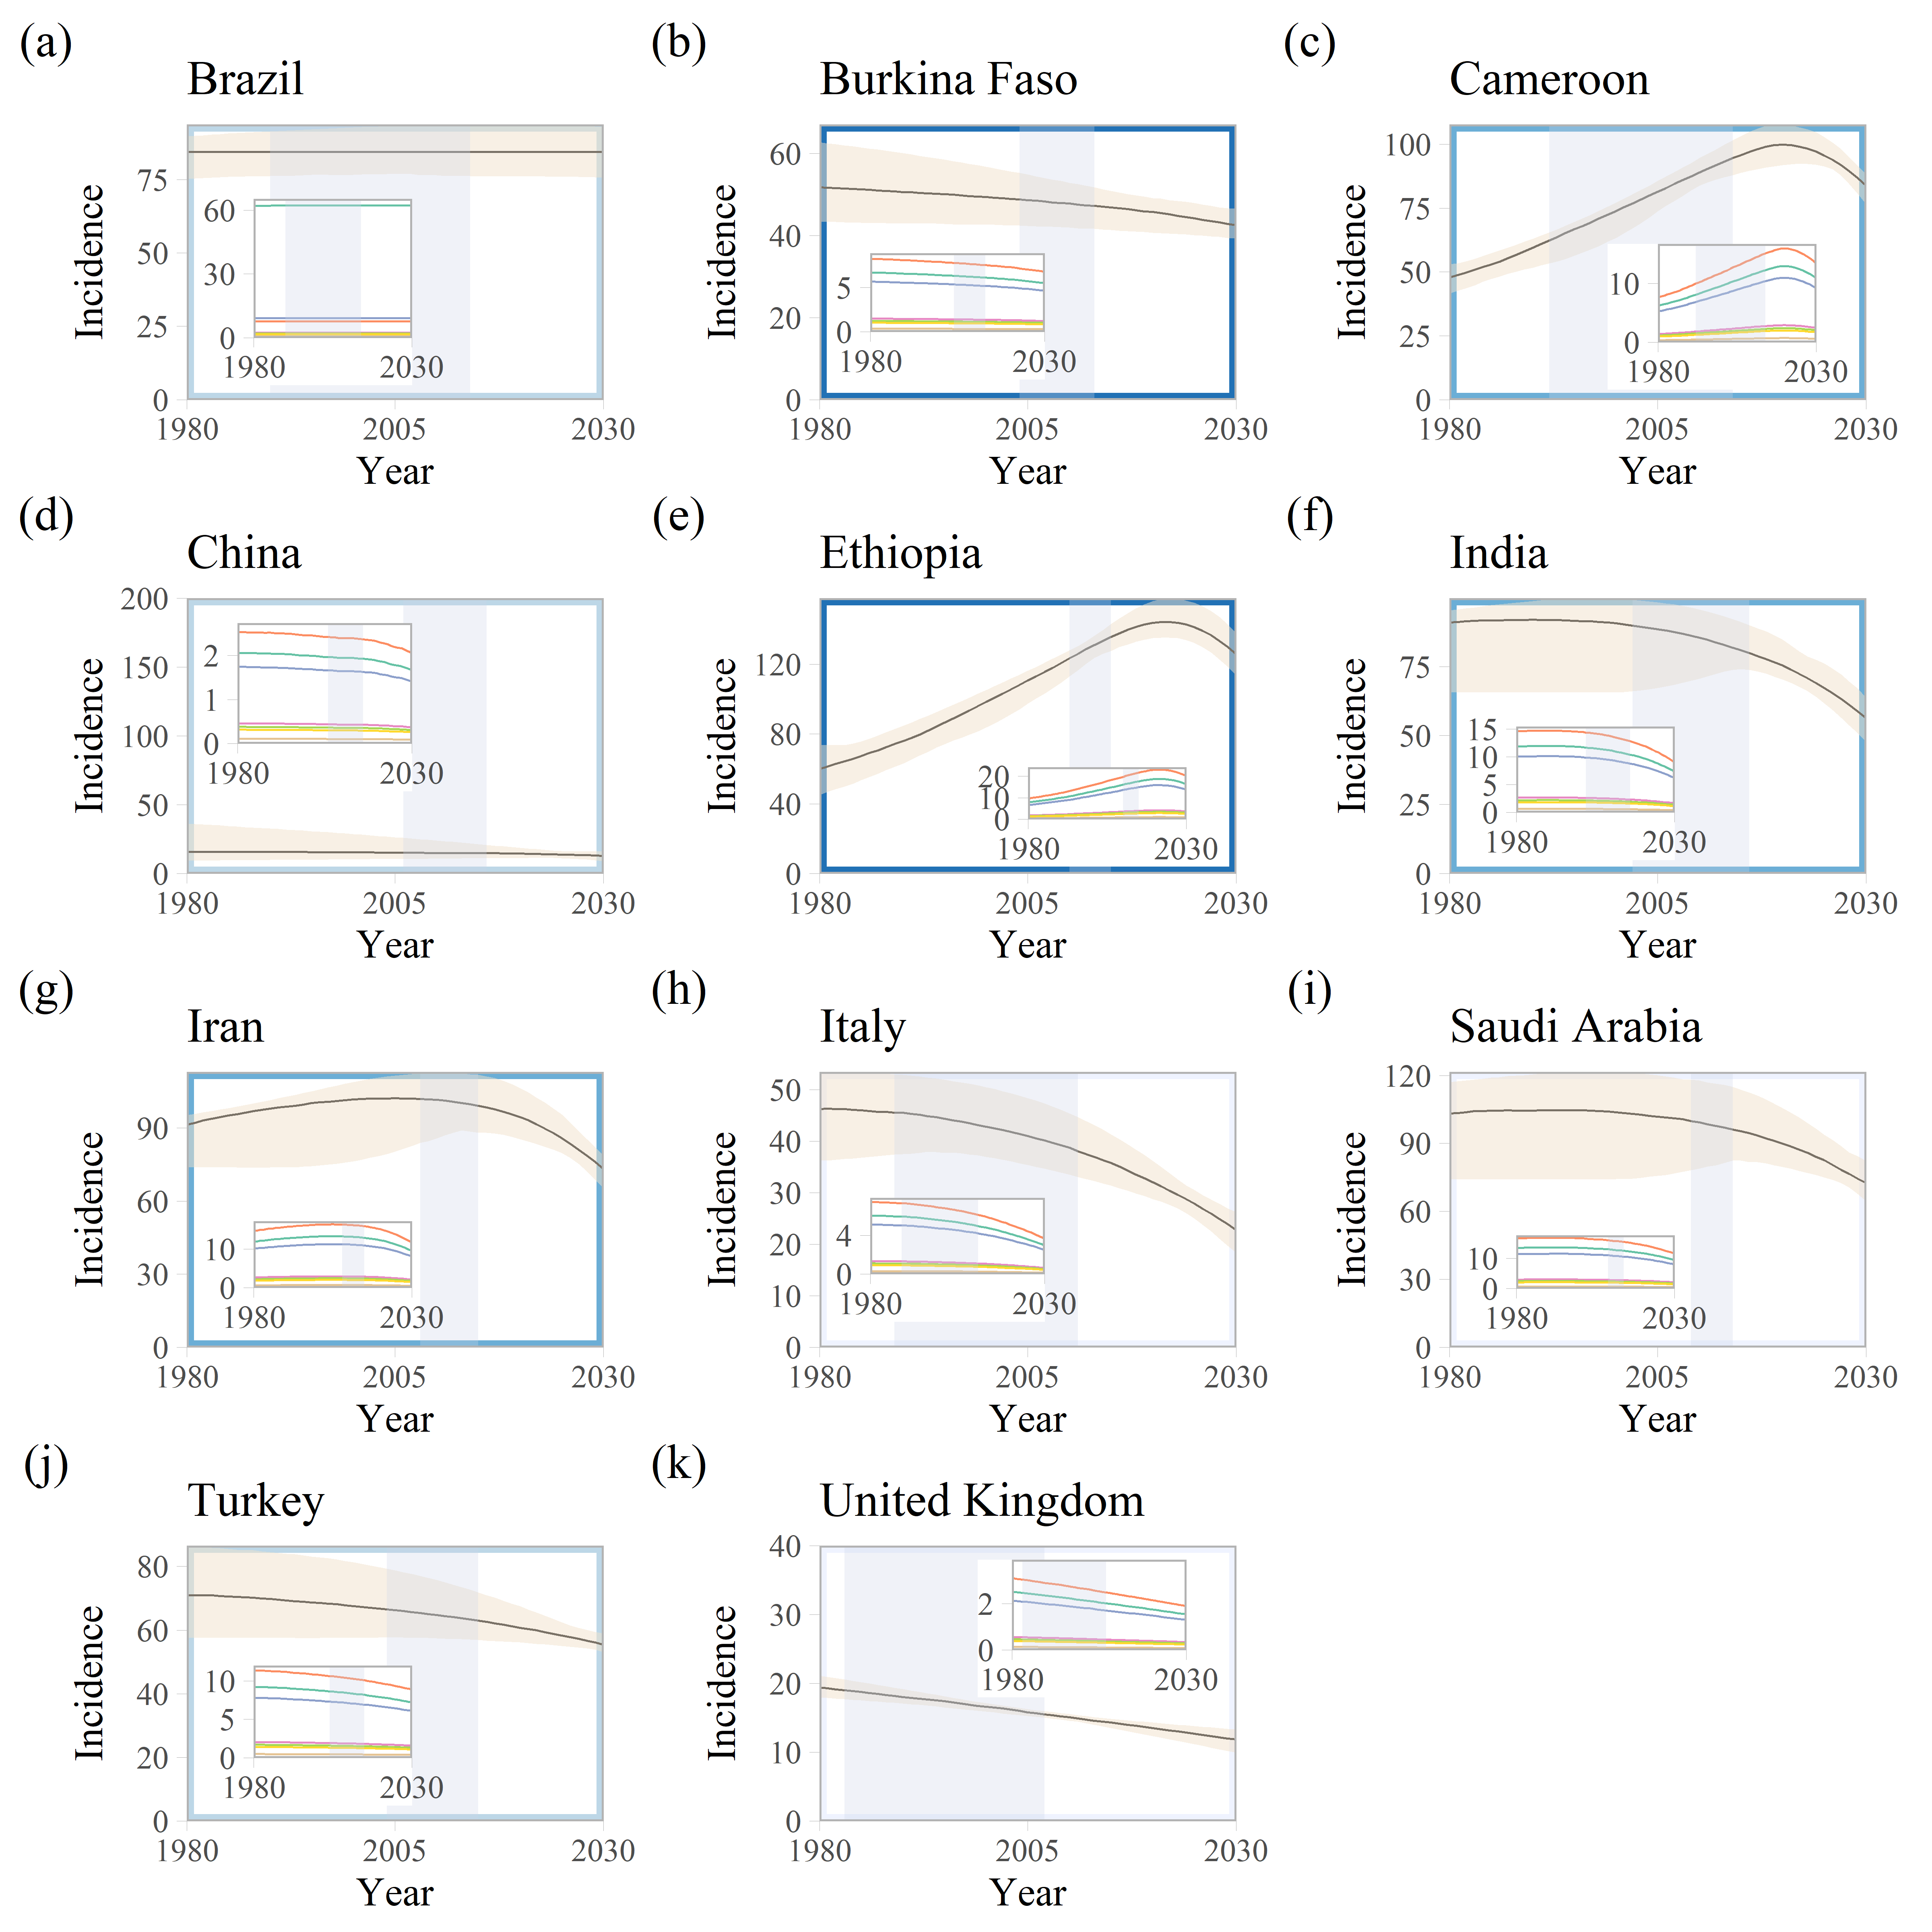 (a)
Brazil
Incidence
75
50
25
0
60
30
0
1980 2030
1980 2005 2030
Year
(b)
Burkina Faso
Incidence
60
40
20
0
5
0
1980 2030
1980 2005 2030
Year
(c)
Cameroon
Incidence
100
75
50
25
0
10
0
1980 2030
1980 2005 2030
Year
(d)
China
Incidence
200
150
100
50
0
2
1
0
1980 2030
1980 2005 2030
Year
(e)
Ethiopia
Incidence
120
80
40
0
20
10
0
1980 2030
1980 2005 2030
Year
(f)
India
Incidence
75
50
25
0
15
10
5
0
1980 2030
1980 2005 2030
Year
(g)
Iran
Incidence
90
60
30
0
10
0
1980 2030
1980 2005 2030
Year
(h)
Italy
Incidence
50
40
30
20
10
0
4
0
1980 2030
1980 2005 2030
Year
(i)
Saudi Arabia
Incidence
120
90
60
30
0
10
0
1980 2030
1980 2005 2030
Year
(j)
Turkey
Incidence
80
60
40
20
0
10
5
0
1980 2030
1980 2005 2030
Year
(k)
United Kingdom
Incidence
40
30
20
10
0
2
0
1980 2030
1980 2005 2030
Year